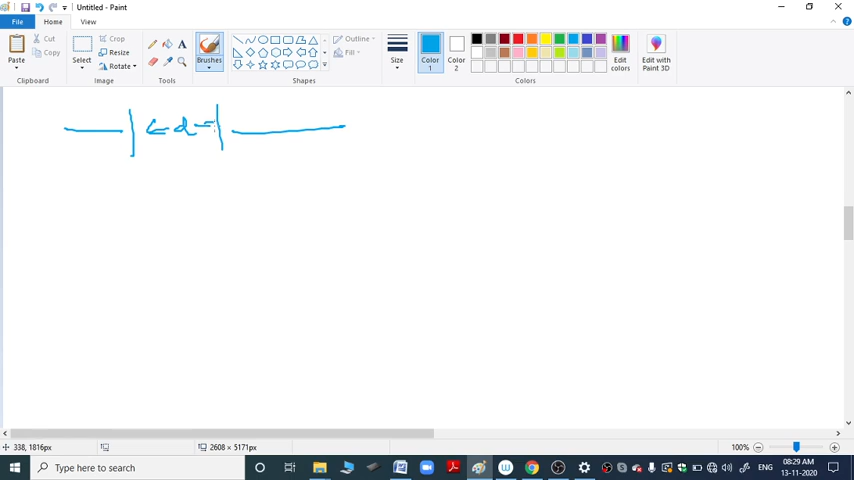 Untitled - Paint
File Home View
Paste
Cut
Copy
Clipboard
Select
Crop
Resize
Rotate
Image
A
Tools
Brushes
Outline
Fill
Shapes
Size
Color
1
Color
2
Edit
colors
Edit with
Paint 3D
Colors
d
338, 1816px
2608 × 5171px
100%
Type here to search
ENG
08:29 AM
13-11-2020